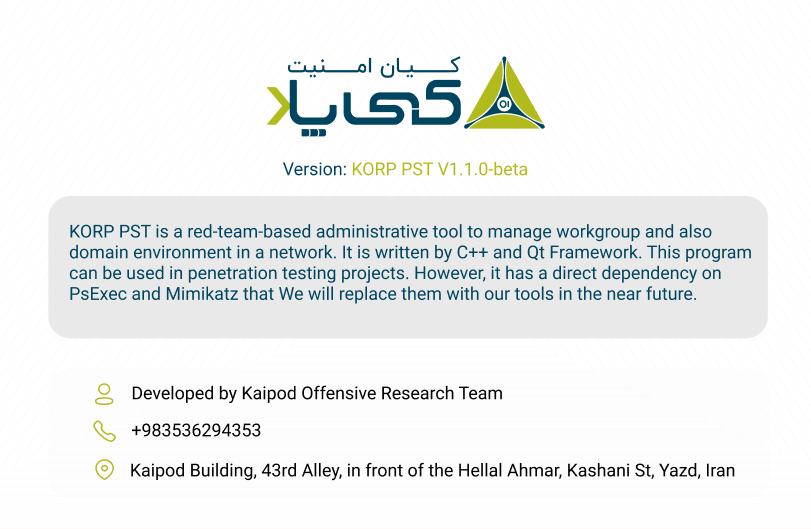 کیان امنیت
کی‌پاد
OI
Version: KORP PST V1.1.0-beta
KORP PST is a red-team-based administrative tool to manage workgroup and also
domain environment in a network. It is written by C++ and Qt Framework. This program
can be used in penetration testing projects. However, it has a direct dependency on
PsExec and Mimikatz that We will replace them with our tools in the near future.
Developed by Kaipod Offensive Research Team
+983536294353
Kaipod Building, 43rd Alley, in front of the Hellal Ahmar, Kashani St, Yazd, Iran